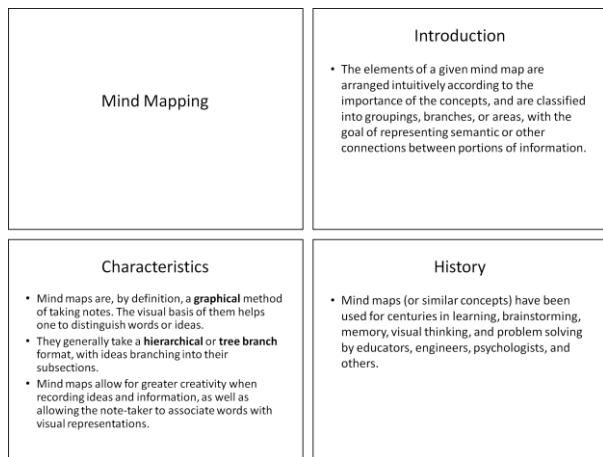 Mind Mapping
Introduction
• The elements of a given mind map are
arranged intuitively according to the
importance of the concepts, and are classified
into groupings, branches, or areas, with the
goal of representing semantic or other
connections between portions of information.
Characteristics
• Mind maps are, by definition, a graphical method
of taking notes. The visual basis of them helps
one to distinguish words or ideas.
• They generally take a hierarchical or tree branch
format, with ideas branching into their
subsections.
• Mind maps allow for greater creativity when
recording ideas and information, as well as
allowing the note-taker to associate words with
visual representations.
History
• Mind maps (or similar concepts) have been
used for centuries in learning, brainstorming,
memory, visual thinking, and problem solving
by educators, engineers, psychologists, and
others.